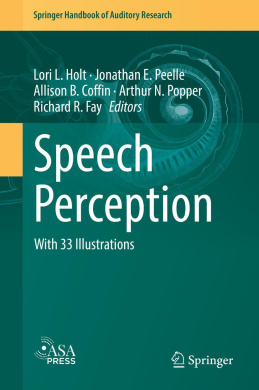 Springer Handbook of Auditory Research
Lori L. Holt · Jonathan E. Peelle
Allison B. Coffin · Arthur N. Popper
Richard R. Fay Editors
Speech
Perception
With 33 Illustrations
ASA
PRESS
Springer